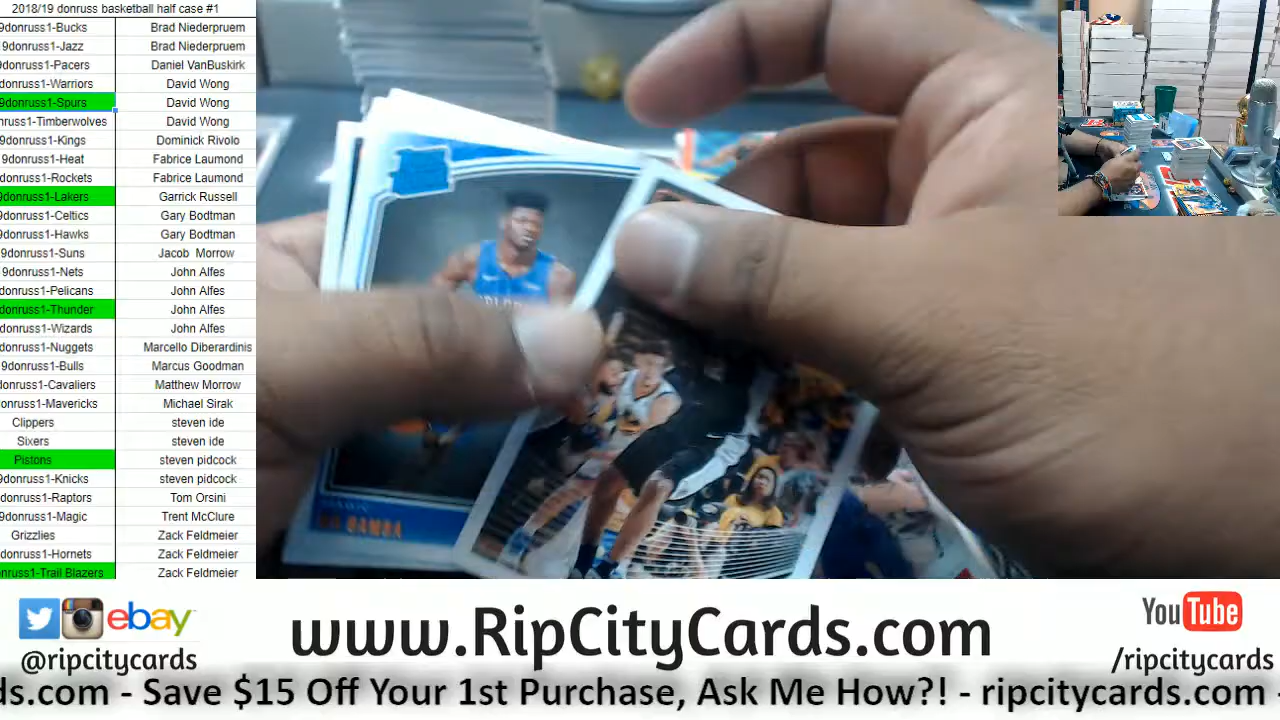 2018/19 donruss basketball half case #1
9donruss1-Bucks Brad Niederpruem
9donruss1-Jazz Brad Niederpruem
9donruss1-Pacers Daniel VanBuskirk
donruss1-Warriors David Wong
9donruss1-Spurs David Wong
nruss1-Timberwolves David Wong
9donruss1-Kings Dominick Rivolo
9donruss1-Heat Fabrice Laumond
donruss1-Rockets Fabrice Laumond
9donruss1-Lakers Garrick Russell
9donruss1-Celtics Gary Bodtman
9donruss1-Hawks Gary Bodtman
9donruss1-Suns Jacob Morrow
9donruss1-Nets John Alfes
donruss1-Pelicans John Alfes
donruss1-Thunder John Alfes
donruss1-Wizards John Alfes
donruss1-Nuggets Marcello Diberardinis
9donruss1-Bulls Marcus Goodman
donruss1-Cavaliers Matthew Morrow
onruss1-Mavericks Michael Sirak
Clippers steven ide
Sixers steven ide
Pistons steven pidcock
9donruss1-Knicks steven pidcock
donruss1-Raptors Tom Orsini
9donruss1-Magic Trent McClure
Grizzlies Zack Feldmeier
donruss1-Hornets Zack Feldmeier
nruss1-Trail Blazers Zack Feldmeier
BAMBA
ebay
@ripcitycards
www.RipCityCards.com
YouTube
/ripcitycards
ds.com - Save $15 Off Your 1st Purchase, Ask Me How?! - ripcitycards.com -